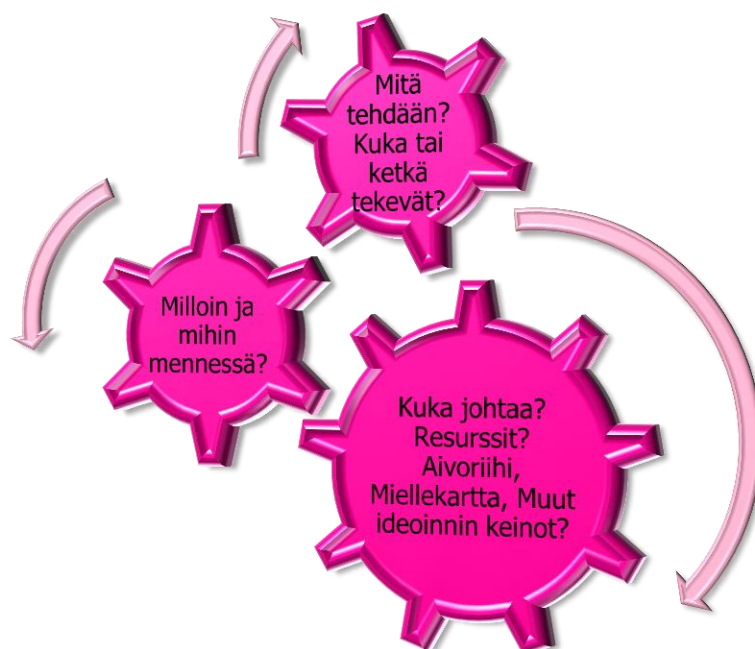 Mitä
tehdään?
Kuka tai
ketkä
tekevät?
Milloin ja
mihin
mennessä?
Kuka johtaa?
Resurssit?
Aivoriihi,
Miellekartta, Muut
ideoinnin keinot?